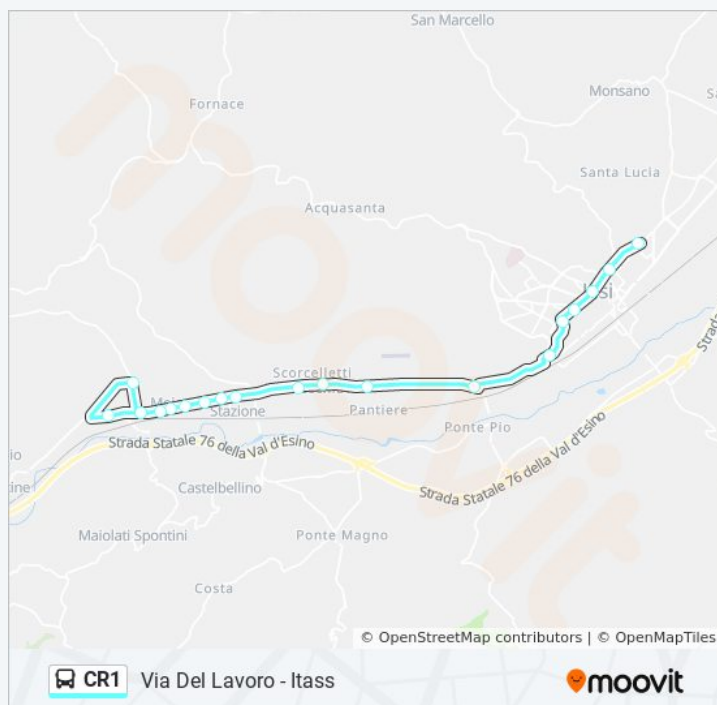 San Marcello
Monsano
Fornace
Santa Lucia
Acquasanta
Scorcelletti
Stazione
Pantiere
Ponte Pio
Strada Statale 76 della Val d'Esino
Strada Statale 76 della Val d'Esino
Strada
Castelbellino
Maiolati Spontini
Ponte Magno
Costa
© OpenStreetMap contributors | © OpenMapTiles
CR1 Via Del Lavoro - Itass
moovit
moovit